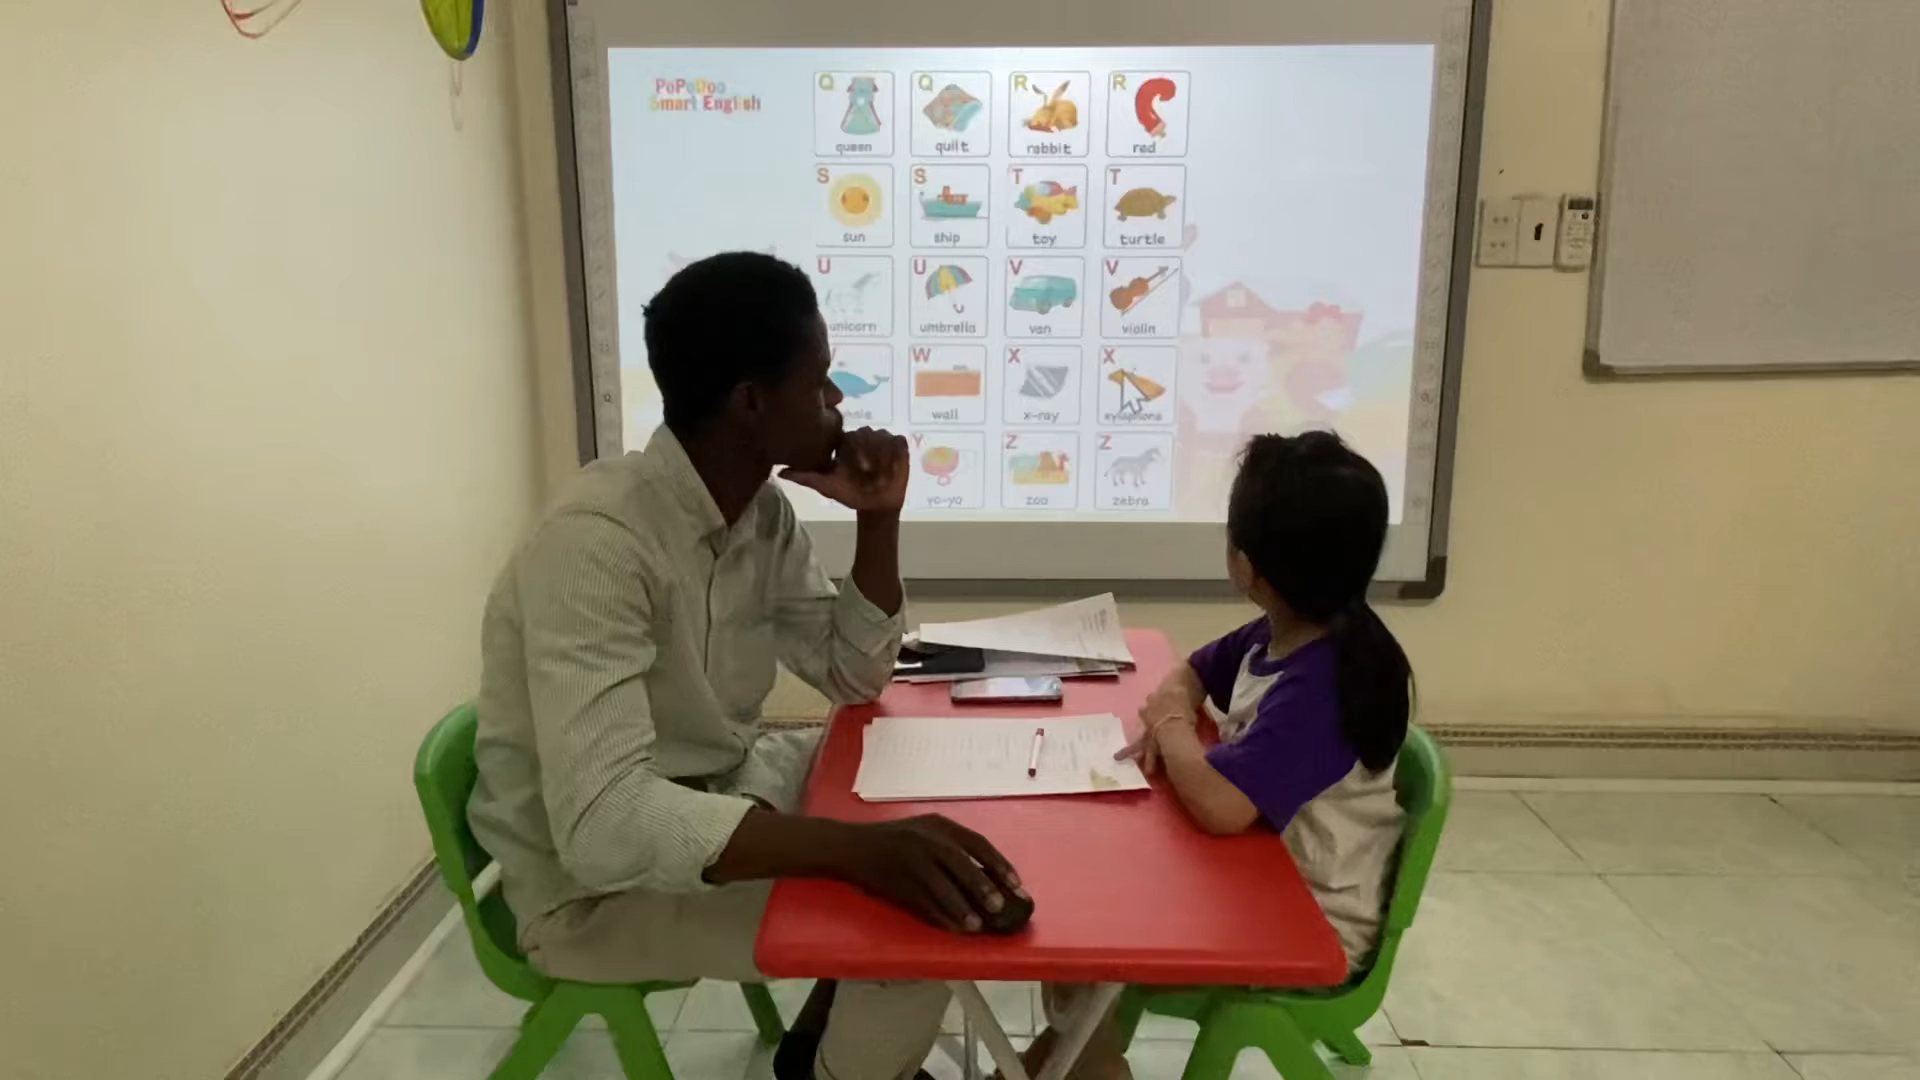 PoPoDoo
Smart English
Q Q R R
queen quilt rabbit red
S S T T
sun ship toy turtle
U U V V
unicorn umbrella van violin
W X X
wall x-ray xylophone
Y Z Z
yo-yo zoo zebra